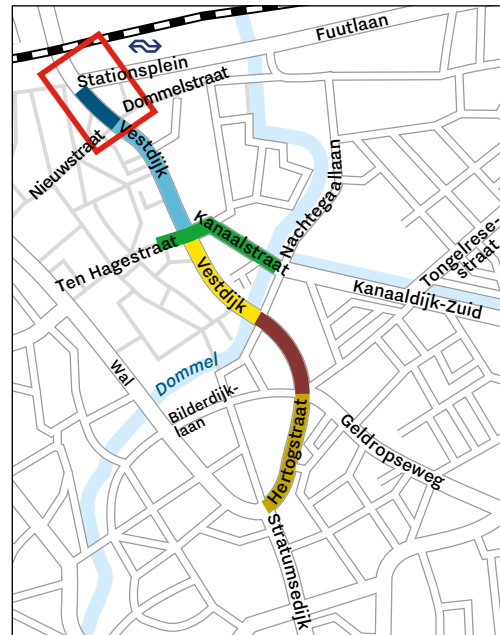 Fuutlaan
Stationsplein
Dommelstraat
Nieuwstraat
Vestdijk
Nachtegaallaan
Kanaalstraat
Ten Hagestraat
Tongelrese-
straat
Vestdijk
Kanaaldijk-Zuid
Wal
Dommel
Bilderdijk-
laan
Hertogstraat
Geldropseweg
Stratumsedijk